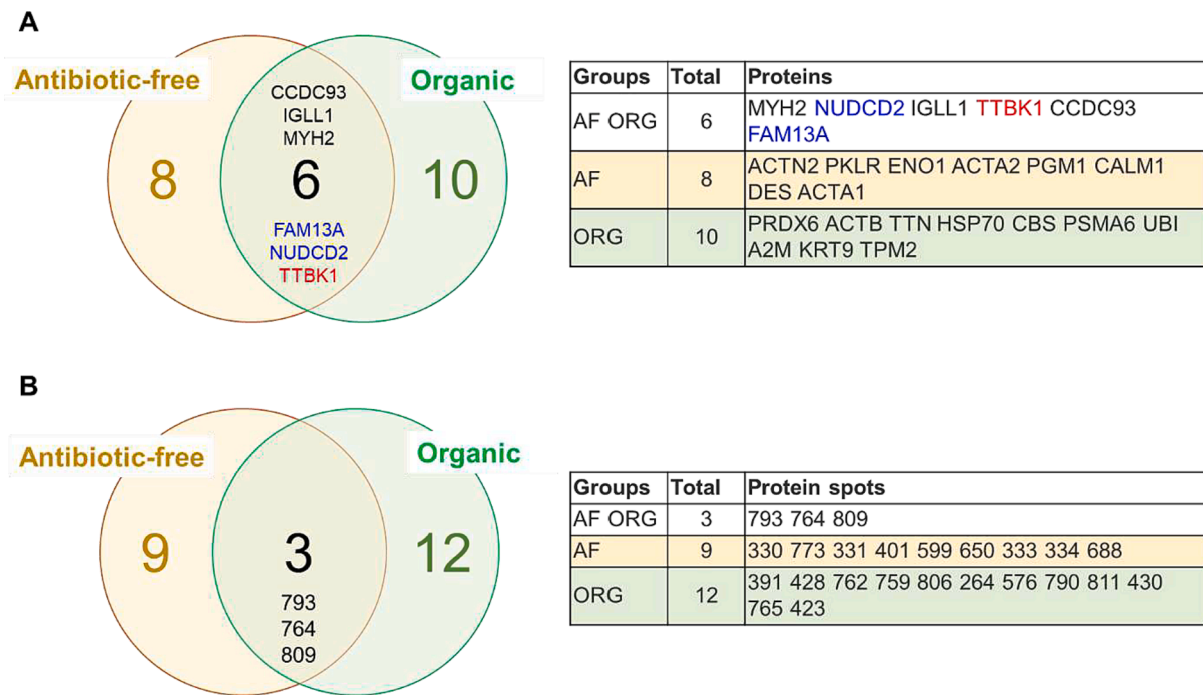 A
Antibiotic-free
Organic
CCDC93
IGLL1
MYH2
8
6
10
FAM13A
NUDCD2
TTBK1
Groups Total Proteins
AF ORG 6 MYH2 NUDCD2 IGLL1 TTBK1 CCDC93
FAM13A
AF 8 ACTN2 PKLR ENO1 ACTA2 PGM1 CALM1
DES ACTA1
ORG 10 PRDX6 ACTB TTN HSP70 CBS PSMA6 UBI
A2M KRT9 TPM2
B
Antibiotic-free
Organic
9
3
12
793
764
809
Groups Total Protein spots
AF ORG 3 793 764 809
AF 9 330 773 331 401 599 650 333 334 688
ORG 12 391 428 762 759 806 264 576 790 811 430
765 423